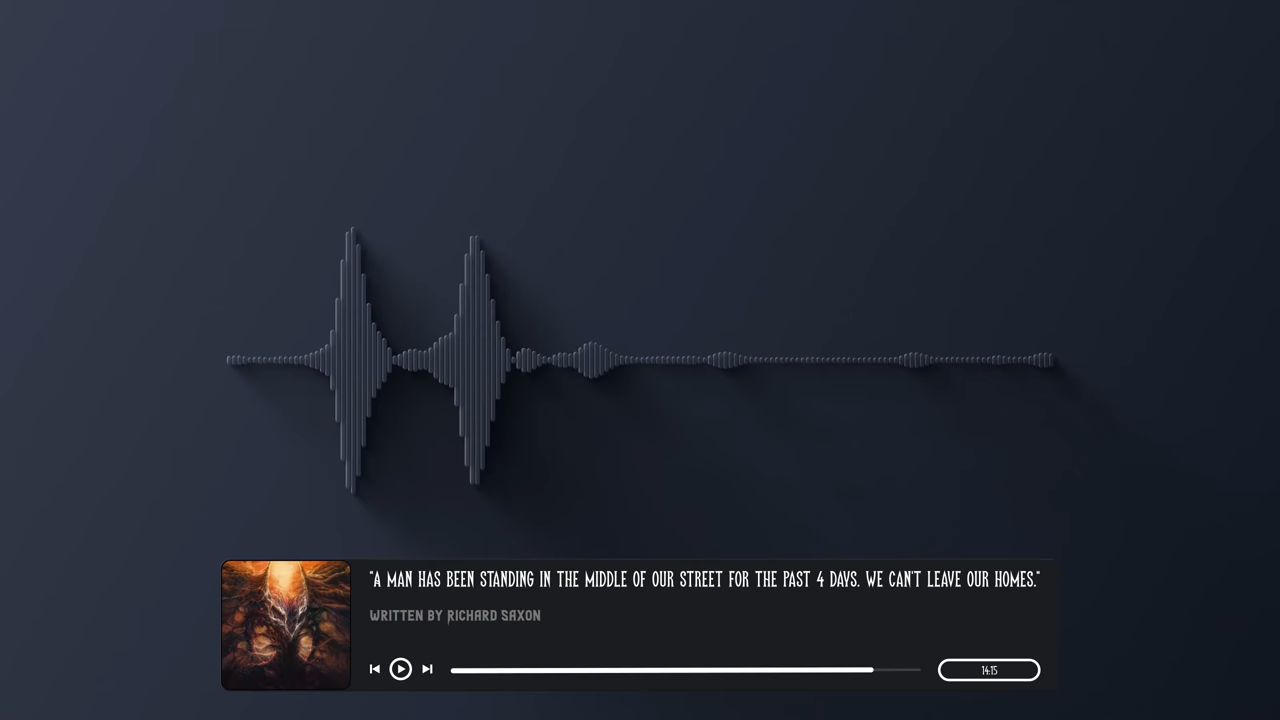 "A MAN HAS BEEN STANDING IN THE MIDDLE OF OUR STREET FOR THE PAST 4 DAYS. WE CAN'T LEAVE OUR HOMES."
WRITTEN BY RICHARD SAXON
14:15